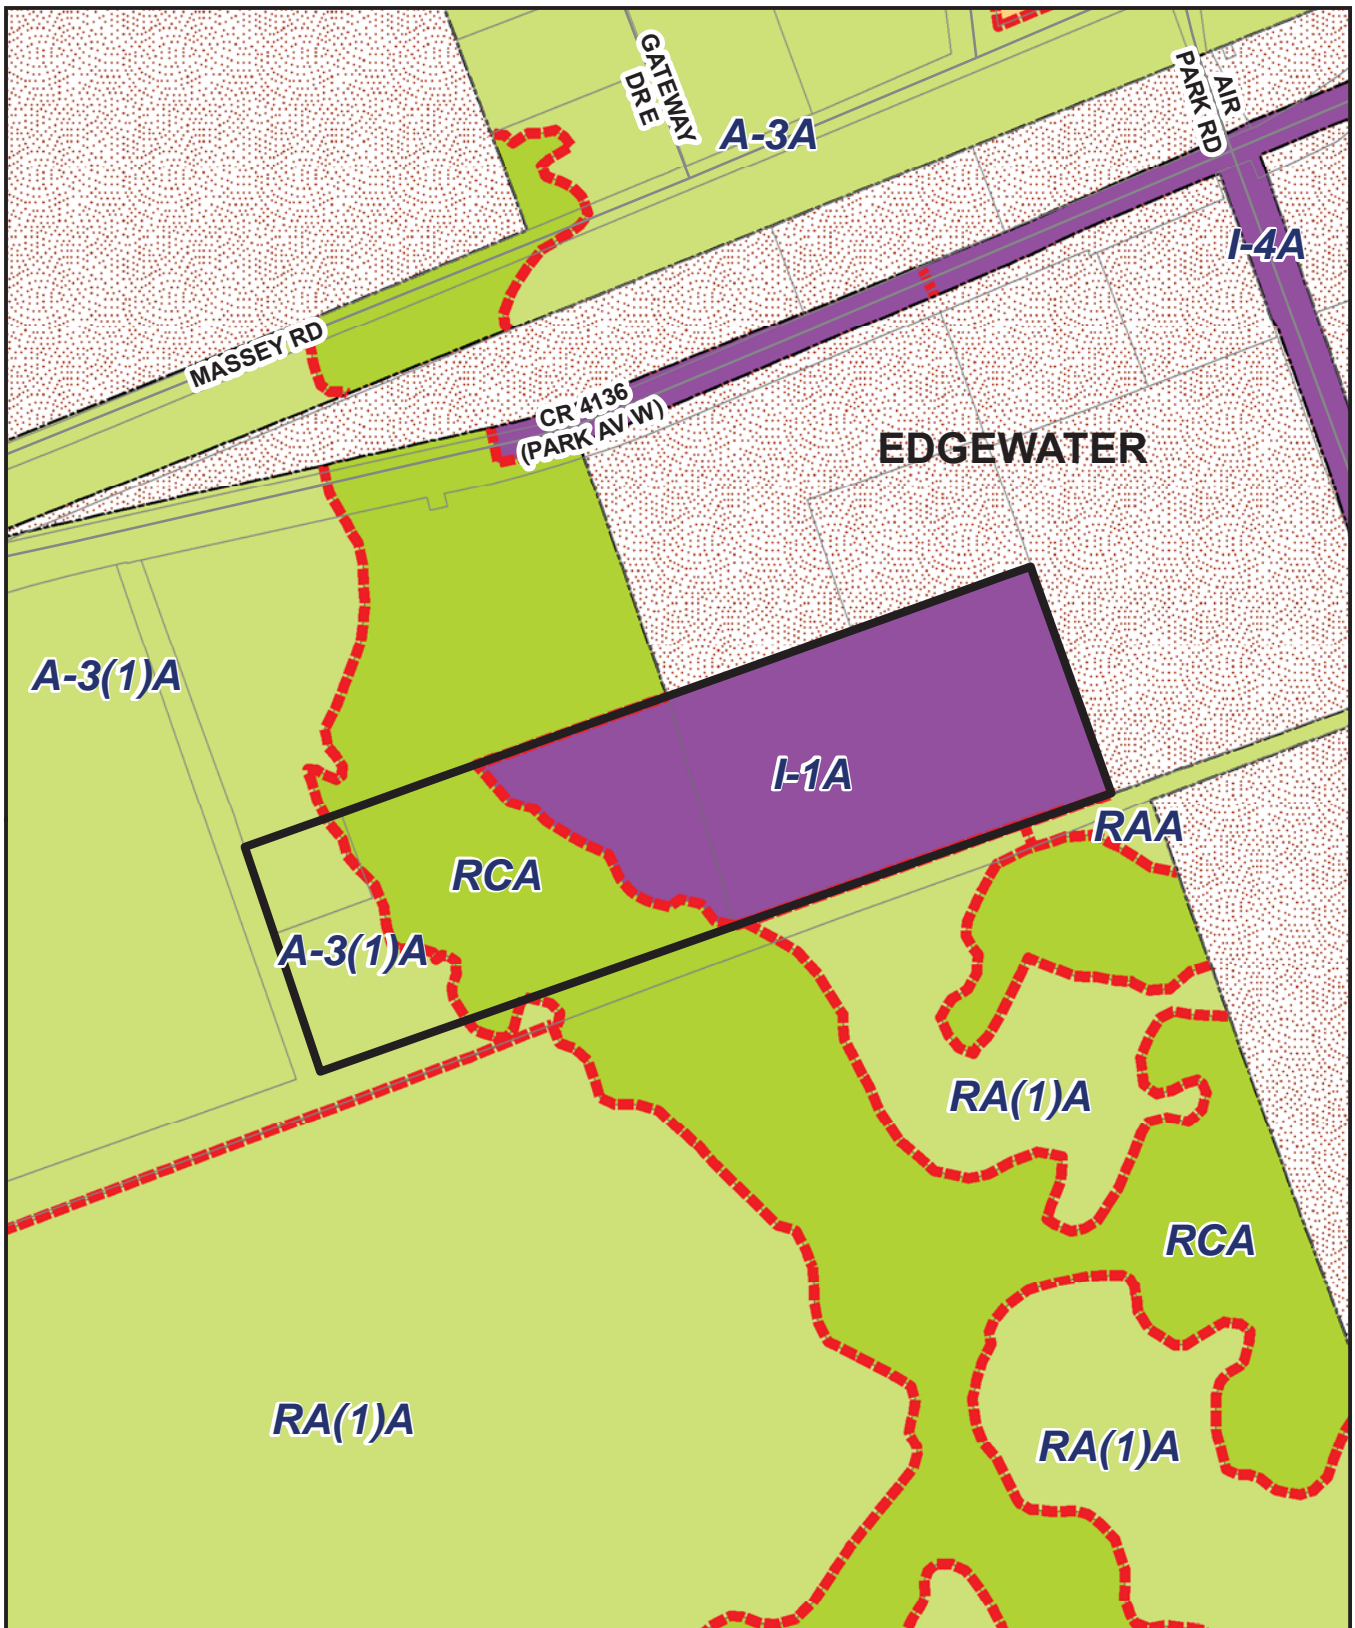 GATEWAY
DR E
A-3A
AIR
PARK RD
I-4A
MASSEY RD
CR 4136
(PARK AV W)
EDGEWATER
A-3(1)A
I-1A
RAA
RCA
A-3(1)A
RA(1)A
RCA
RA(1)A
RA(1)A